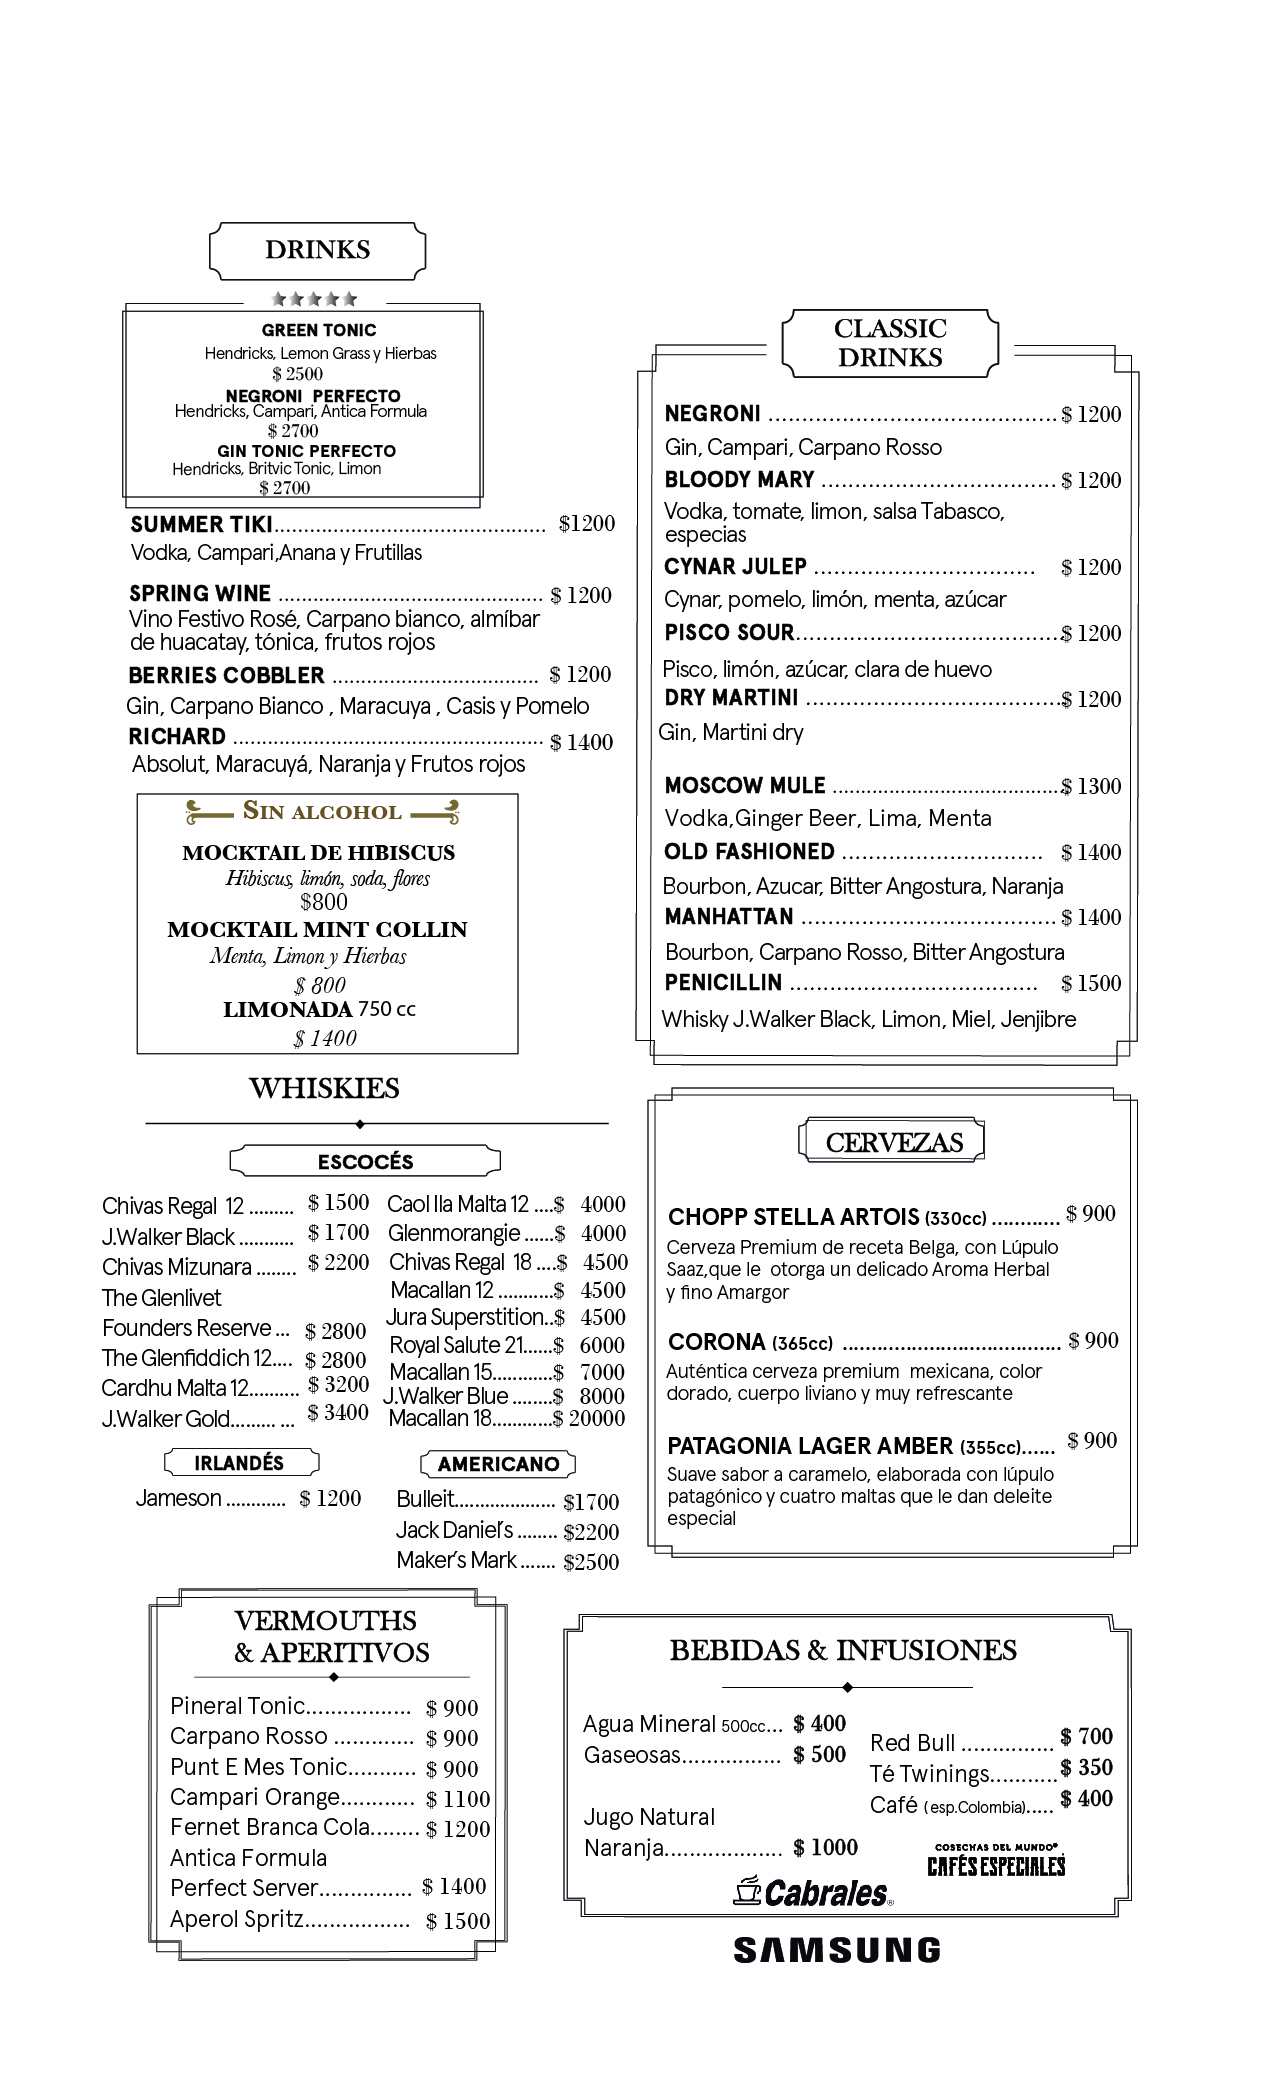 DRINKS
GREEN TONIC
Hendricks, Lemon Grass y Hierbas
$ 2500
NEGRONI PERFECTO
Hendricks, Campari, Antica Formula
$ 2700
GIN TONIC PERFECTO
Hendricks, Britvic Tonic, Limon
$ 2700
SUMMER TIKI...................................... $1200
Vodka, Campari,Anana y Frutillas
SPRING WINE .......................................... $ 1200
Vino Festivo Rosé, Carpano bianco, almíbar
de huacatay, tónica, frutos rojos
BERRIES COBBLER .................................. $ 1200
Gin, Carpano Bianco , Maracuya , Casis y Pomelo
RICHARD .................................................. $ 1400
Absolut, Maracuyá, Naranja y Frutos rojos
SIN ALCOHOL
MOCKTAIL DE HIBISCUS
Hibiscus, limón, soda, flores
$800
MOCKTAIL MINT COLLIN
Menta, Limon y Hierbas
$ 800
LIMONADA 750 cc
$ 1400
CLASSIC
DRINKS
NEGRONI .......................................... $ 1200
Gin, Campari, Carpano Rosso
BLOODY MARY ................................... $ 1200
Vodka, tomate, limon, salsa Tabasco,
especias
CYNAR JULEP ................................. $ 1200
Cynar, pomelo, limón, menta, azúcar
PISCO SOUR........................................ $ 1200
Pisco, limón, azúcar, clara de huevo
DRY MARTINI ...................................... $ 1200
Gin, Martini dry
MOSCOW MULE ...................................... $ 1300
Vodka,Ginger Beer, Lima, Menta
OLD FASHIONED .............................. $ 1400
Bourbon, Azucar, Bitter Angostura, Naranja
MANHATTAN ...................................... $ 1400
Bourbon, Carpano Rosso, Bitter Angostura
PENICILLIN ..................................... $ 1500
Whisky J.Walker Black, Limon, Miel, Jenjibre
WHISKIES
ESCOCÉS
Chivas Regal 12 ......... $ 1500
J.Walker Black ........... $ 1700
Chivas Mizunara ........ $ 2200
The Glenlivet
Founders Reserve ... $ 2800
The Glenfiddich 12.... $ 2800
Cardhu Malta 12.......... $ 3200
J.Walker Gold......... ... $ 3400
Caol Ila Malta 12 ....$ 4000
Glenmorangie ......$ 4000
Chivas Regal 18 ....$ 4500
Macallan 12 ...........$ 4500
Jura Superstition..$ 4500
Royal Salute 21......$ 6000
Macallan 15............$ 7000
J.Walker Blue ........$ 8000
Macallan 18............$ 20000
IRLANDÉS
Jameson ............ $ 1200
AMERICANO
Bulleit.................... $1700
Jack Daniel's ........ $2200
Maker's Mark ....... $2500
CERVEZAS
CHOPP STELLA ARTOIS (330cc) ............ $ 900
Cerveza Premium de receta Belga, con Lúpulo
Saaz,que le otorga un delicado Aroma Herbal
y fino Amargor
CORONA (365cc) ..................................... $ 900
Auténtica cerveza premium mexicana, color
dorado, cuerpo liviano y muy refrescante
PATAGONIA LAGER AMBER (355cc)...... $ 900
Suave sabor a caramelo, elaborada con lúpulo
patagónico y cuatro maltas que le dan deleite
especial
VERMOUTHS
& APERITIVOS
Pineral Tonic................. $ 900
Carpano Rosso ............. $ 900
Punt E Mes Tonic........... $ 900
Campari Orange............ $ 1100
Fernet Branca Cola........ $ 1200
Antica Formula
Perfect Server............... $ 1400
Aperol Spritz................. $ 1500
BEBIDAS & INFUSIONES
Agua Mineral 500cc... $ 400
Gaseosas................ $ 500
Jugo Natural
Naranja................... $ 1000
Red Bull ............... $ 700
Té Twinings........... $ 350
Café (esp.Colombia)..... $ 400
COSECHAS DEL MUNDO®
CAFÉS ESPECIALES
Cabrales®
SAMSUNG